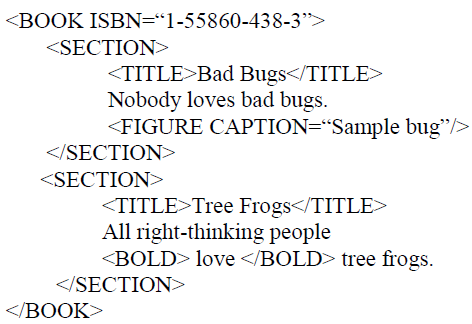 <BOOK ISBN=“1-55860-438-3”>
<SECTION>
<TITLE>Bad Bugs</TITLE>
Nobody loves bad bugs.
<FIGURE CAPTION=“Sample bug”/>
</SECTION>
<SECTION>
<TITLE>Tree Frogs</TITLE>
All right-thinking people
<BOLD> love </BOLD> tree frogs.
</SECTION>
</BOOK>